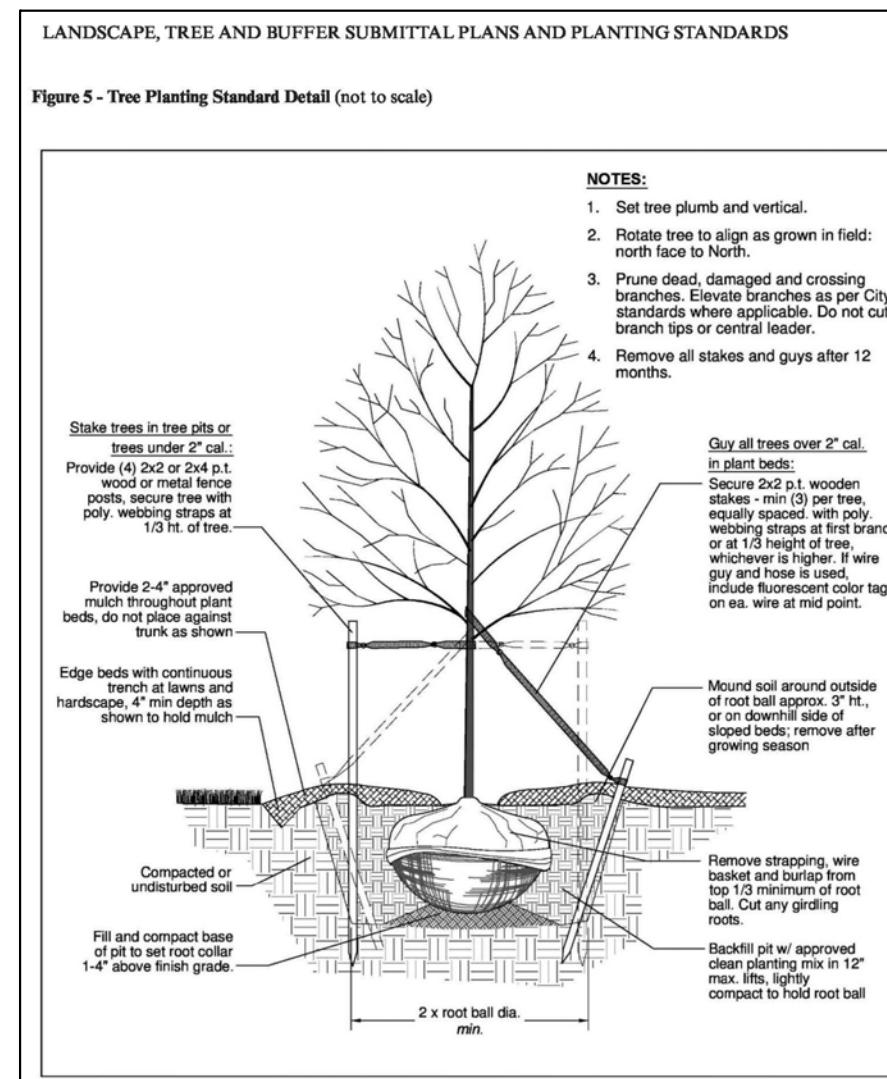 LANDSCAPE, TREE AND BUFFER SUBMITTAL PLANS AND PLANTING STANDARDS
Figure 5 - Tree Planting Standard Detail (not to scale)
NOTES:
1. Set tree plumb and vertical.
2. Rotate tree to align as grown in field:
north face to North.
3. Prune dead, damaged and crossing
branches. Elevate branches as per City
standards where applicable. Do not cut
branch tips or central leader.
4. Remove all stakes and guys after 12
months.
Stake trees in tree pits or
trees under 2" cal.:
Provide (4) 2x2 or 2x4 p.t.
wood or metal fence
posts, secure tree with
poly. webbing straps at
1/3 ht. of tree.
Provide 2-4" approved
mulch throughout plant
beds, do not place against
trunk as shown
Edge beds with continuous
trench at lawns and
hardscape, 4" min depth as
shown to hold mulch
Compacted or
undisturbed soil
Fill and compact base
of pit to set root collar
1-4" above finish grade.
Guy all trees over 2" cal.
in plant beds:
Secure 2x2 p.t. wooden
stakes - min (3) per tree,
equally spaced. with poly.
webbing straps at first branc
or at 1/3 height of tree,
whichever is higher. If wire
guy and hose is used,
include fluorescent color tag
on ea. wire at mid point.
Mound soil around outside
of root ball approx. 3" ht.,
or on downhill side of
sloped beds; remove after
growing season
Remove strapping, wire
basket and burlap from
top 1/3 minimum of root
ball. Cut any girdling
roots.
Backfill pit w/ approved
clean planting mix in 12"
max. lifts, lightly
compact to hold root ball
2 x root ball dia.
min.